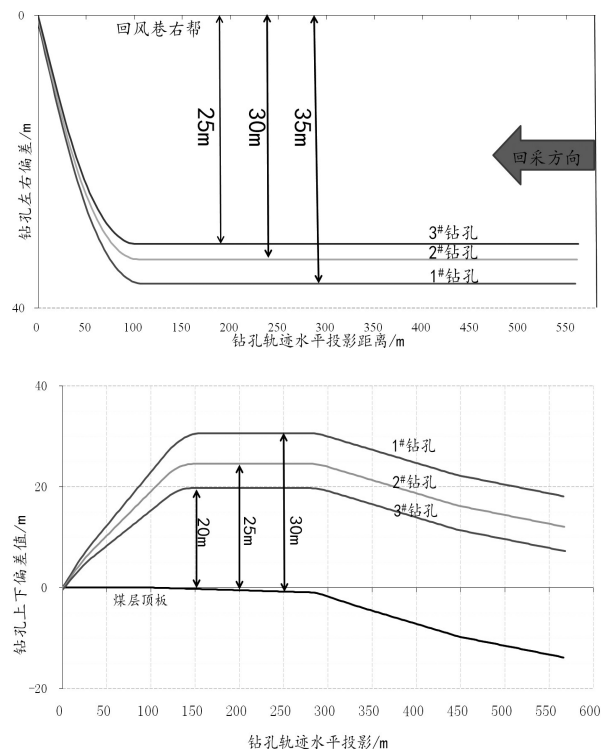 0
回风巷右帮
25m
30m
35m
回采方向
钻孔左右偏差/m
3#钻孔
2#钻孔
1#钻孔
40
0 50 100 150 200 250 300 350 400 450 500 550
钻孔轨迹水平投影距离/m
40
1#钻孔
2#钻孔
20
3#钻孔
20m
25m
30m
钻孔上下偏差值/m
0
煤层顶板
-20
0 50 100 150 200 250 300 350 400 450 500 550 600
钻孔轨迹水平投影/m